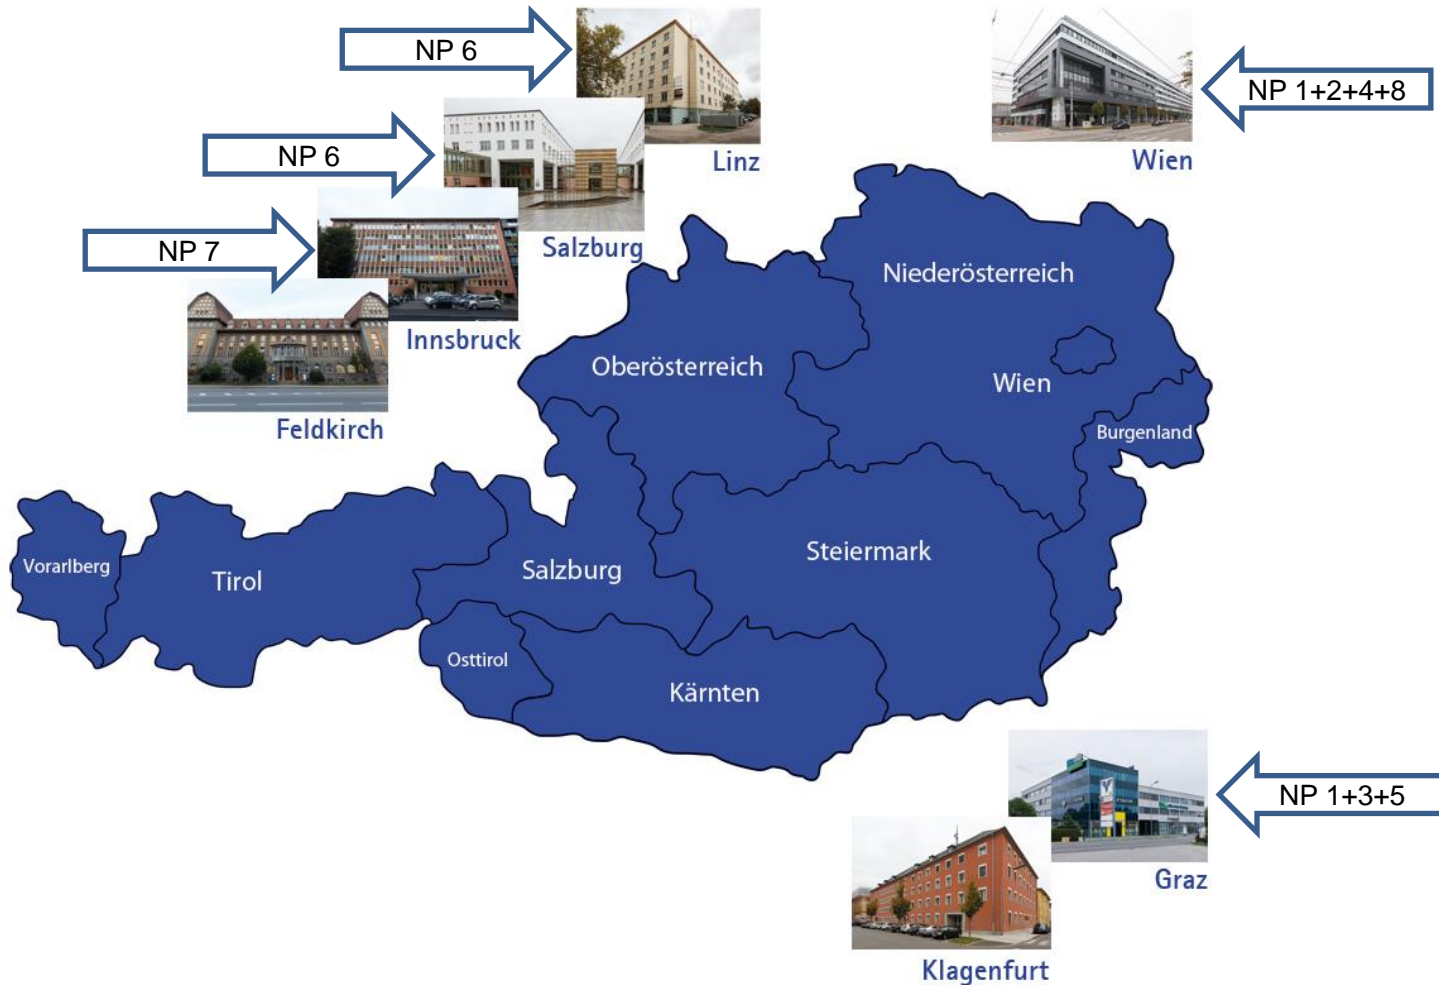 NP 6
NP 1+2+4+8
NP 6
Linz
Wien
NP 7
Salzburg
Innsbruck
Feldkirch
Niederösterreich
Oberösterreich
Wien
Burgenland
Vorarlberg
Tirol
Salzburg
Steiermark
Osttirol
Kärnten
NP 1+3+5
Graz
Klagenfurt